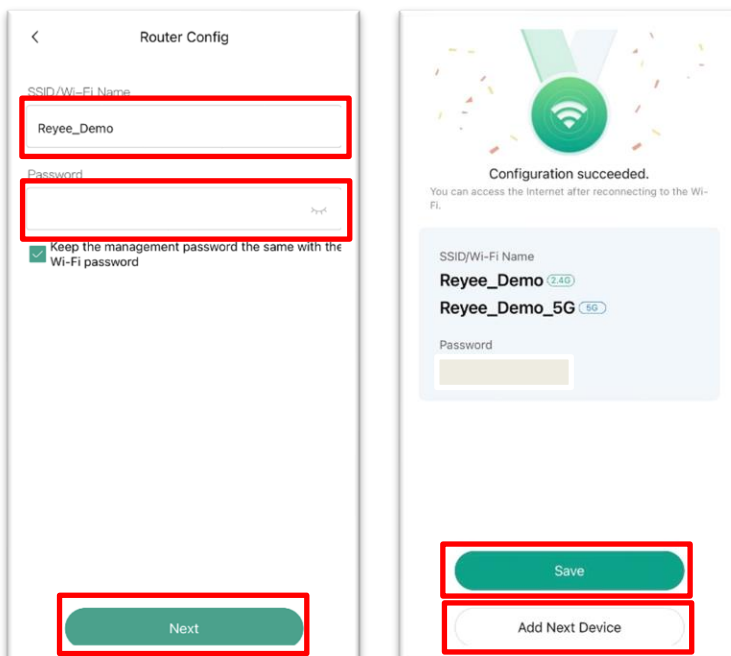 Router Config
SSID/Wi-Fi Name
Reyee_Demo
Password
Keep the management password the same with the
Wi-Fi password
Next
Configuration succeeded.
You can access the Internet after reconnecting to the Wi-
Fi.
SSID/Wi-Fi Name
Reyee_Demo 2.4G
Reyee_Demo_5G 5G
Password
Save
Add Next Device